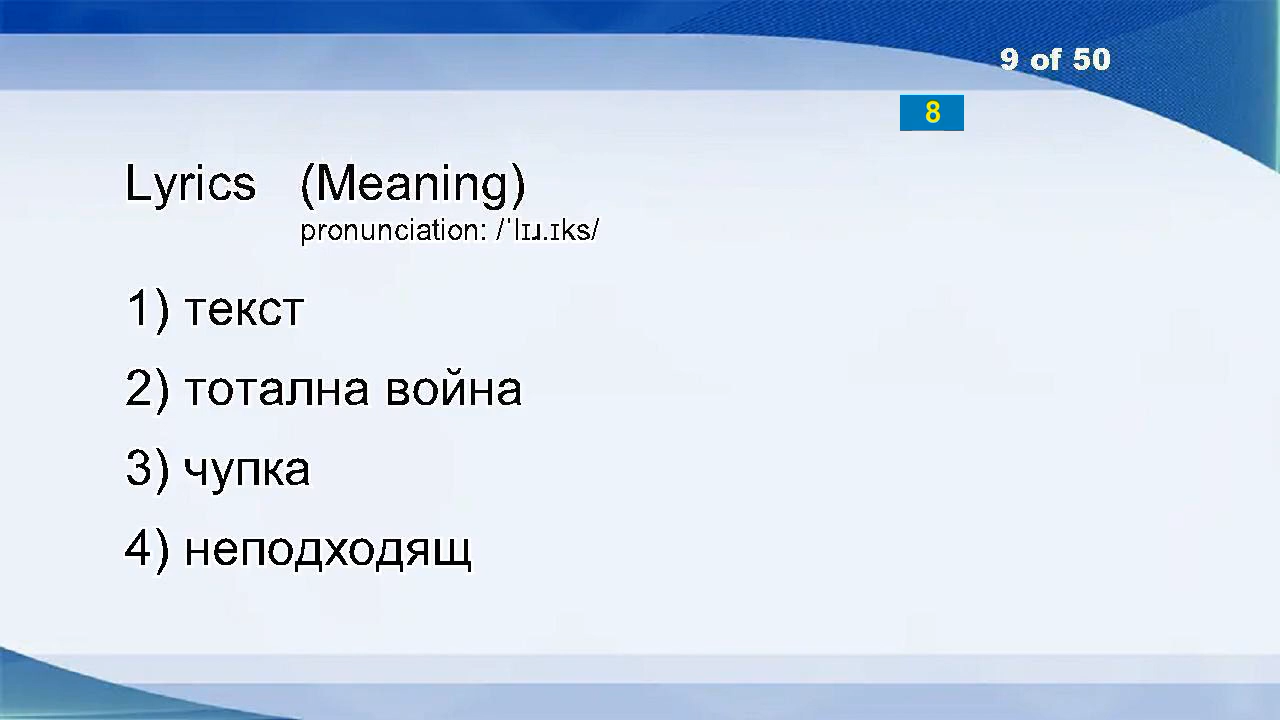 9 of 50
8
Lyrics (Meaning)
pronunciation: /ˈlɪɹ.ɪks/
1) текст
2) тотална война
3) чупка
4) неподходящ